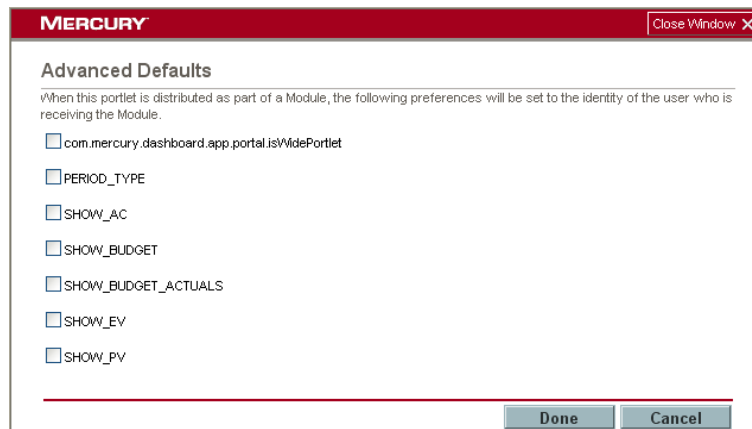 MERCURY
Close Window X
Advanced Defaults
When this portlet is distributed as part of a Module, the following preferences will be set to the identity of the user who is
receiving the Module.
com.mercury.dashboard.app.portal.isWidePortlet
PERIOD_TYPE
SHOW_AC
SHOW_BUDGET
SHOW_BUDGET_ACTUALS
SHOW_EV
SHOW_PV
Done Cancel